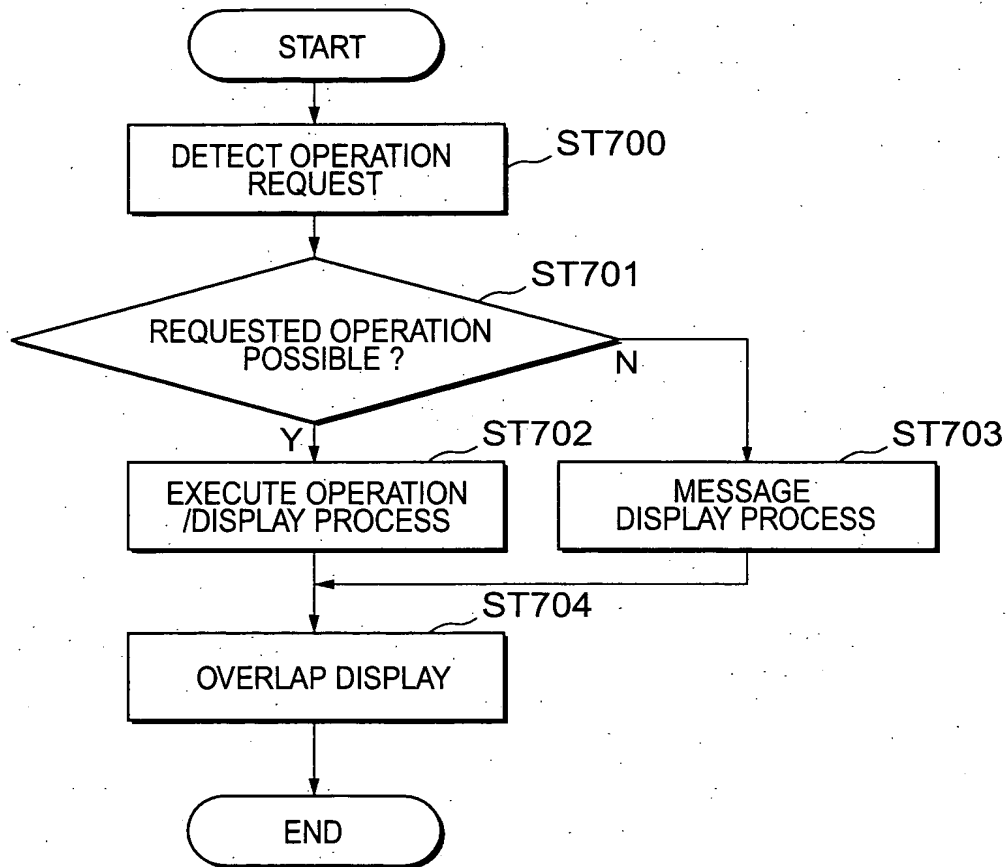 START
DETECT OPERATION
REQUEST
ST700
ST701
REQUESTED OPERATION
POSSIBLE ?
N
Y
ST702
EXECUTE OPERATION
/DISPLAY PROCESS
ST703
MESSAGE
DISPLAY PROCESS
ST704
OVERLAP DISPLAY
END